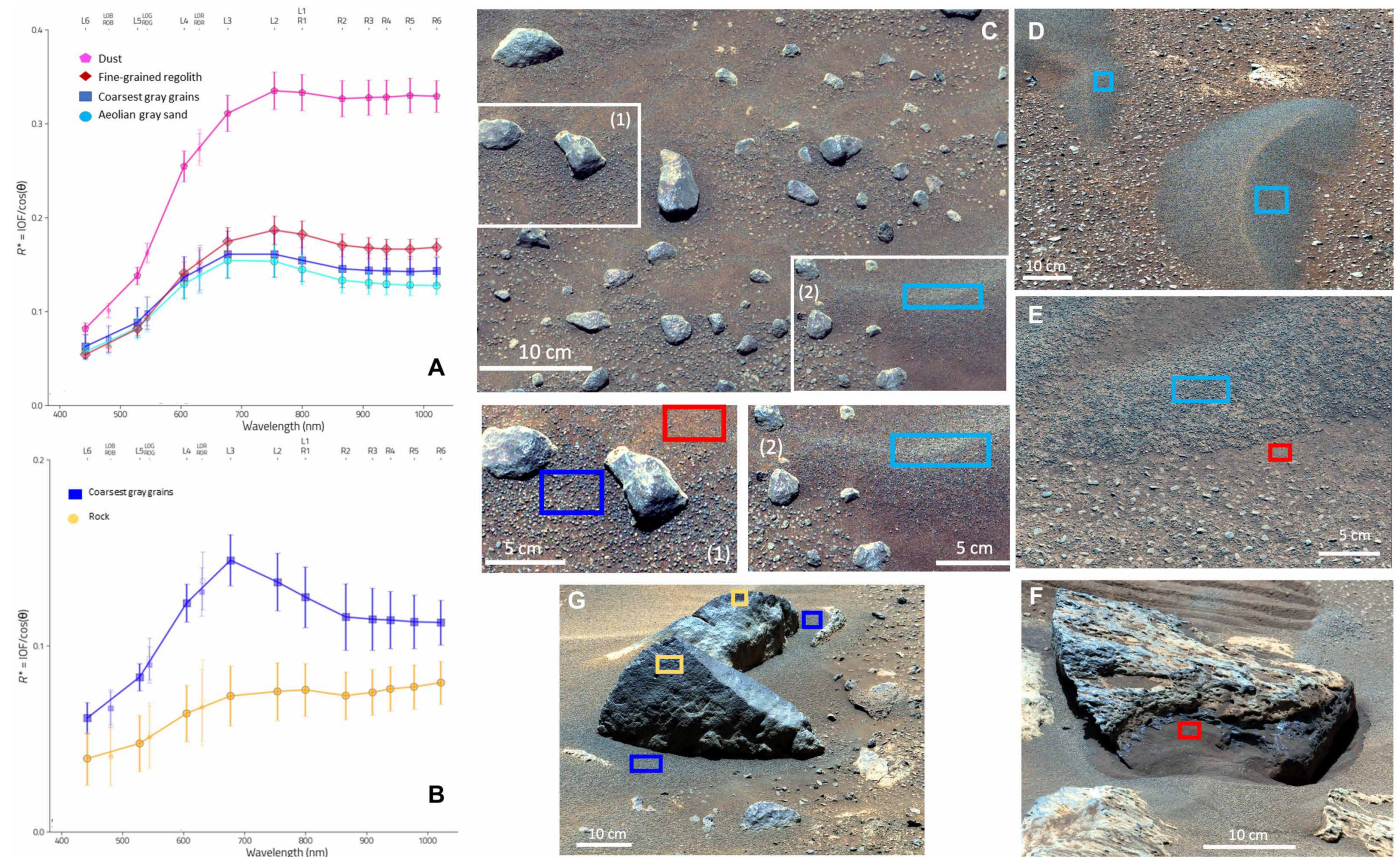 A
L6 L0B R0B L5 L0G R0G L4 L0R R0R L3 L2 L1 R1 R2 R3 R4 R5 R6
0.4
Dust
Fine-grained regolith
Coarsest gray grains
Aeolian gray sand
0.3
0.2
0.1
0.0
R* = IOF/cos(θ)
A
400 500 600 700 800 900 1000
Wavelength (nm)
L6 L0B R0B L5 L0G R0G L4 L0R R0R L3 L2 L1 R1 R2 R3 R4 R5 R6
0.2
Coarsest gray grains
Rock
0.1
0.0
R* = IOF/cos(θ)
B
400 500 600 700 800 900 1000
Wavelength (nm)
C
(1)
(2)
10 cm
5 cm
(1)
(2)
5 cm
D
10 cm
E
5 cm
G
10 cm
F
10 cm